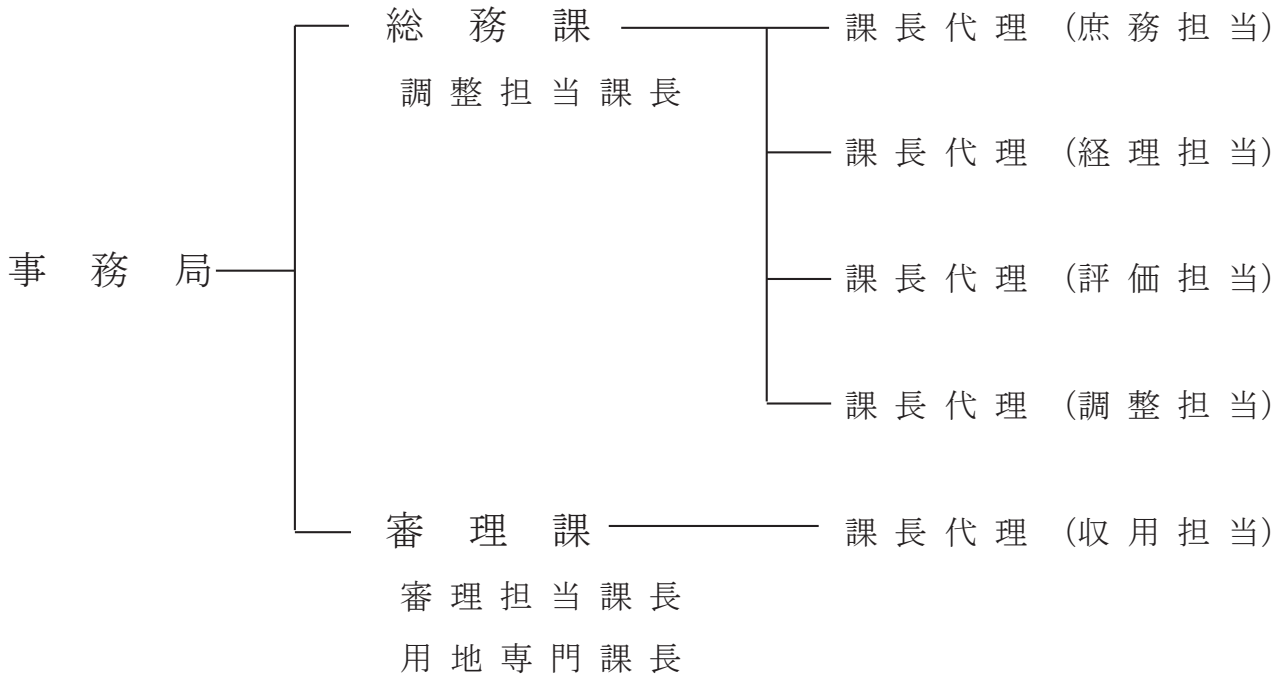 総務課 課長代理（庶務担当）
調整担当課長
課長代理（経理担当）
事務局 課長代理（評価担当）
課長代理（調整担当）
審理課 課長代理（収用担当）
審理担当課長
用地専門課長